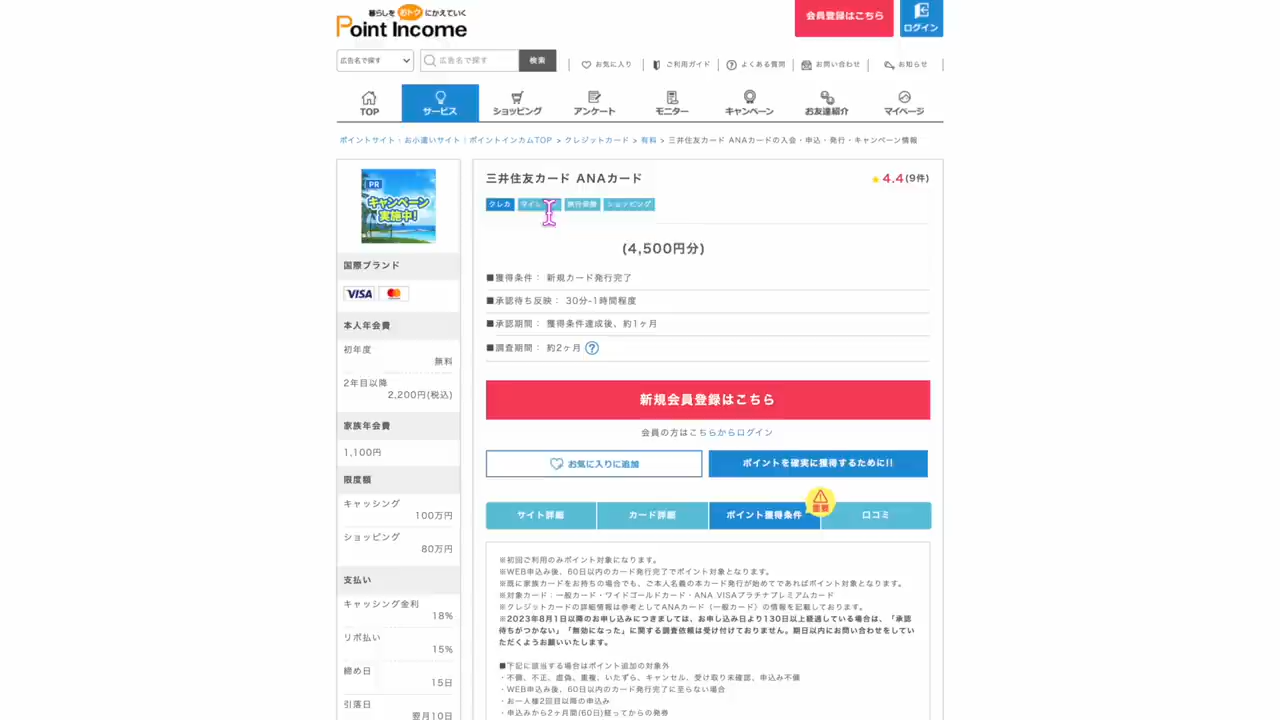 暮らしをおトクにかえていく
Point Income
会員登録はこちら
ログイン
広告名で探す
広告名で探す
検索
お気に入り
ご利用ガイド
よくある質問
お問い合わせ
お知らせ
TOP
サービス
ショッピング
アンケート
モニター
キャンペーン
お友達紹介
マイページ
ポイントサイト・お小遣いサイト｜ポイントインカムTOP > クレジットカード > 有料 > 三井住友カード ANAカードの入会・申込・発行・キャンペーン情報
PR
キャンペーン
実施中!
国際ブランド
VISA
本人年会費
初年度
無料
2年目以降
2,200円(税込)
家族年会費
1,100円
限度額
キャッシング
100万円
ショッピング
80万円
支払い
キャッシング金利
18%
リボ払い
15%
締め日
15日
引落日
翌月10日
三井住友カード ANAカード
4.4(9件)
クレカ
旅行保険
ショッピング
(4,500円分)
■獲得条件： 新規カード発行完了
■承認待ち反映： 30分~1時間程度
■承認期間： 獲得条件達成後、約1ヶ月
■調査期間： 約2ヶ月 ?
新規会員登録はこちら
会員の方はこちらからログイン
お気に入りに追加
ポイントを確実に獲得するために!!
サイト詳細
カード詳細
ポイント獲得条件
重要
口コミ
※初回ご利用のみポイント対象になります。
※WEB申込み後、60日以内のカード発行完了でポイント対象となります。
※既に家族カードをお持ちの場合でも、ご本人名義の本カード発行が始めてであればポイント対象となります。
※対象カード：一般カード・ワイドゴールドカード・ANA VISAプラチナプレミアムカード
※クレジットカードの詳細情報は参考としてANAカード（一般カード）の情報を記載しております。
※2023年8月1日以降のお申し込みにつきましては、お申し込み日より130日以上経過している場合は、「承認
待ちがつかない」「無効になった」に関する調査依頼は受け付けておりません。期日以内にお問い合わせをしてい
ただくようお願いいたします。
■下記に該当する場合はポイント追加の対象外
・不備、不正、虚偽、重複、いたずら、キャンセル、受け取り未確認、申込み不備
・WEB申込み後、60日以内のカード発行完了に至らない場合
・お一人様2回目以降の申込み
・申込みから2ヶ月間(60日)経ってからの発券